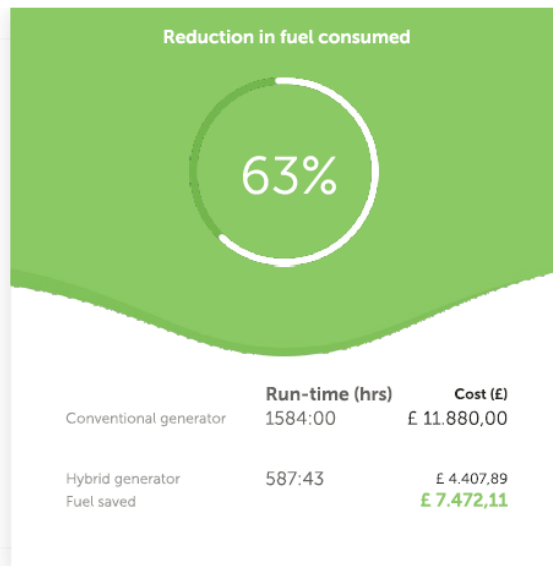 Reduction in fuel consumed
63%
Run-time (hrs) Cost (£)
Conventional generator 1584:00 £ 11.880,00
Hybrid generator 587:43 £ 4.407,89
Fuel saved £ 7.472,11